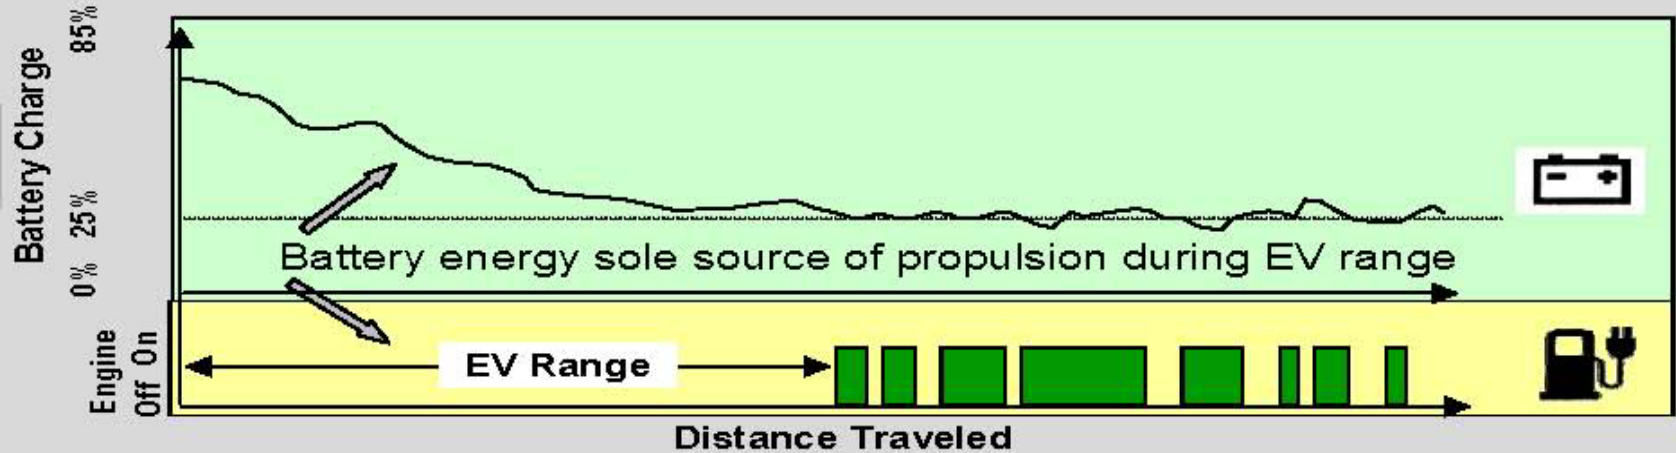 Battery Charge
85%
25%
0%
Battery energy sole source of propulsion during EV range
Engine
Off On
EV Range
Distance Traveled